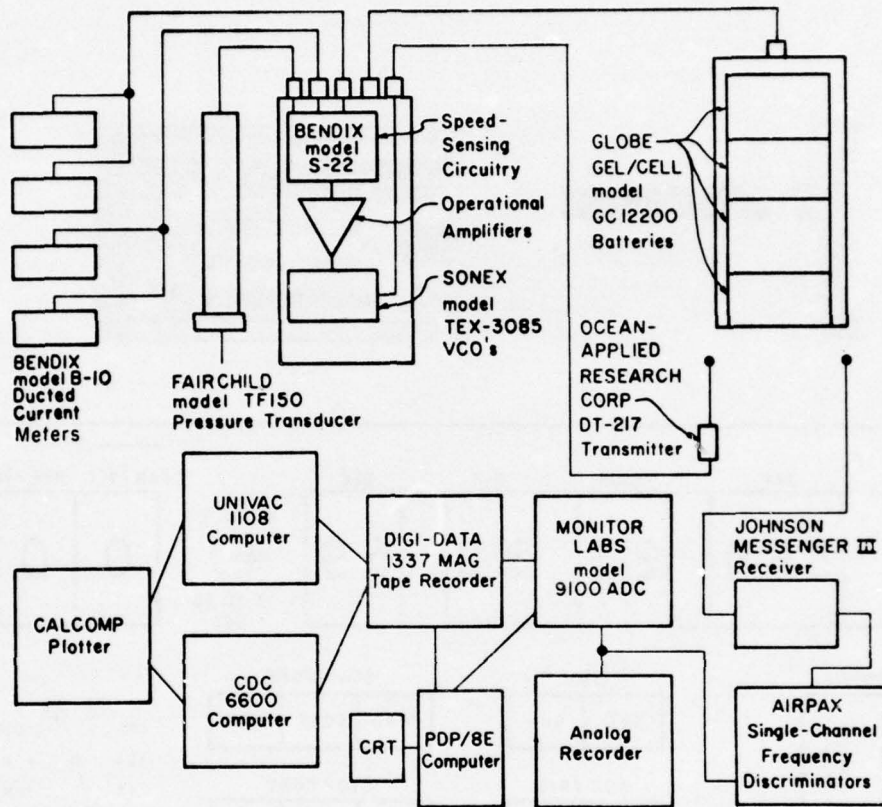 BENDIX
model
S-22
Speed-
Sensing
Circuitry
Operational
Amplifiers
SONEX
model
TEX-3085
VCO's
GLOBE
GEL/CELL
model
GC12200
Batteries
BENDIX
model B-10
Ducted
Current
Meters
FAIRCHILD
model TF150
Pressure Transducer
OCEAN-
APPLIED
RESEARCH
CORP
DT-217
Transmitter
UNIVAC
1108
Computer
DIGI-DATA
1337 MAG
Tape Recorder
MONITOR
LABS
model
9100 ADC
JOHNSON
MESSENGER III
Receiver
CALCOMP
Plotter
CDC
6600
Computer
CRT
PDP/8E
Computer
Analog
Recorder
AIRPAX
Single-Channel
Frequency
Discriminators